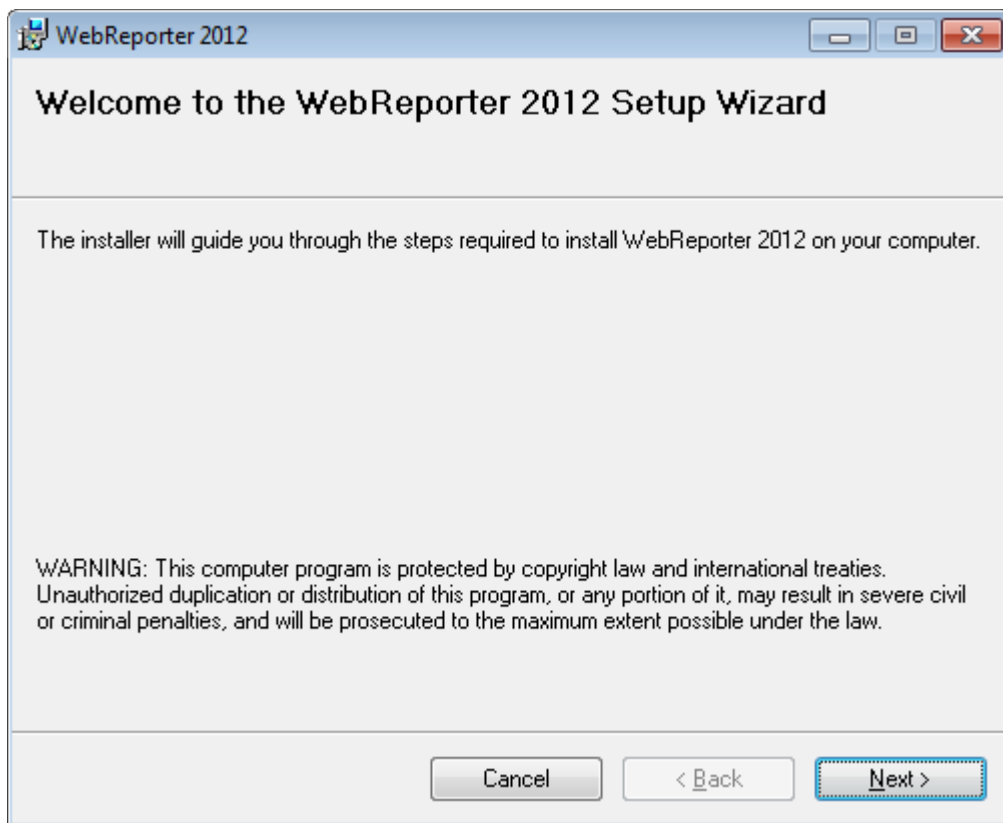 WebReporter 2012
Welcome to the WebReporter 2012 Setup Wizard
The installer will guide you through the steps required to install WebReporter 2012 on your computer.
WARNING: This computer program is protected by copyright law and international treaties.
Unauthorized duplication or distribution of this program, or any portion of it, may result in severe civil
or criminal penalties, and will be prosecuted to the maximum extent possible under the law.
Cancel
< Back
Next >